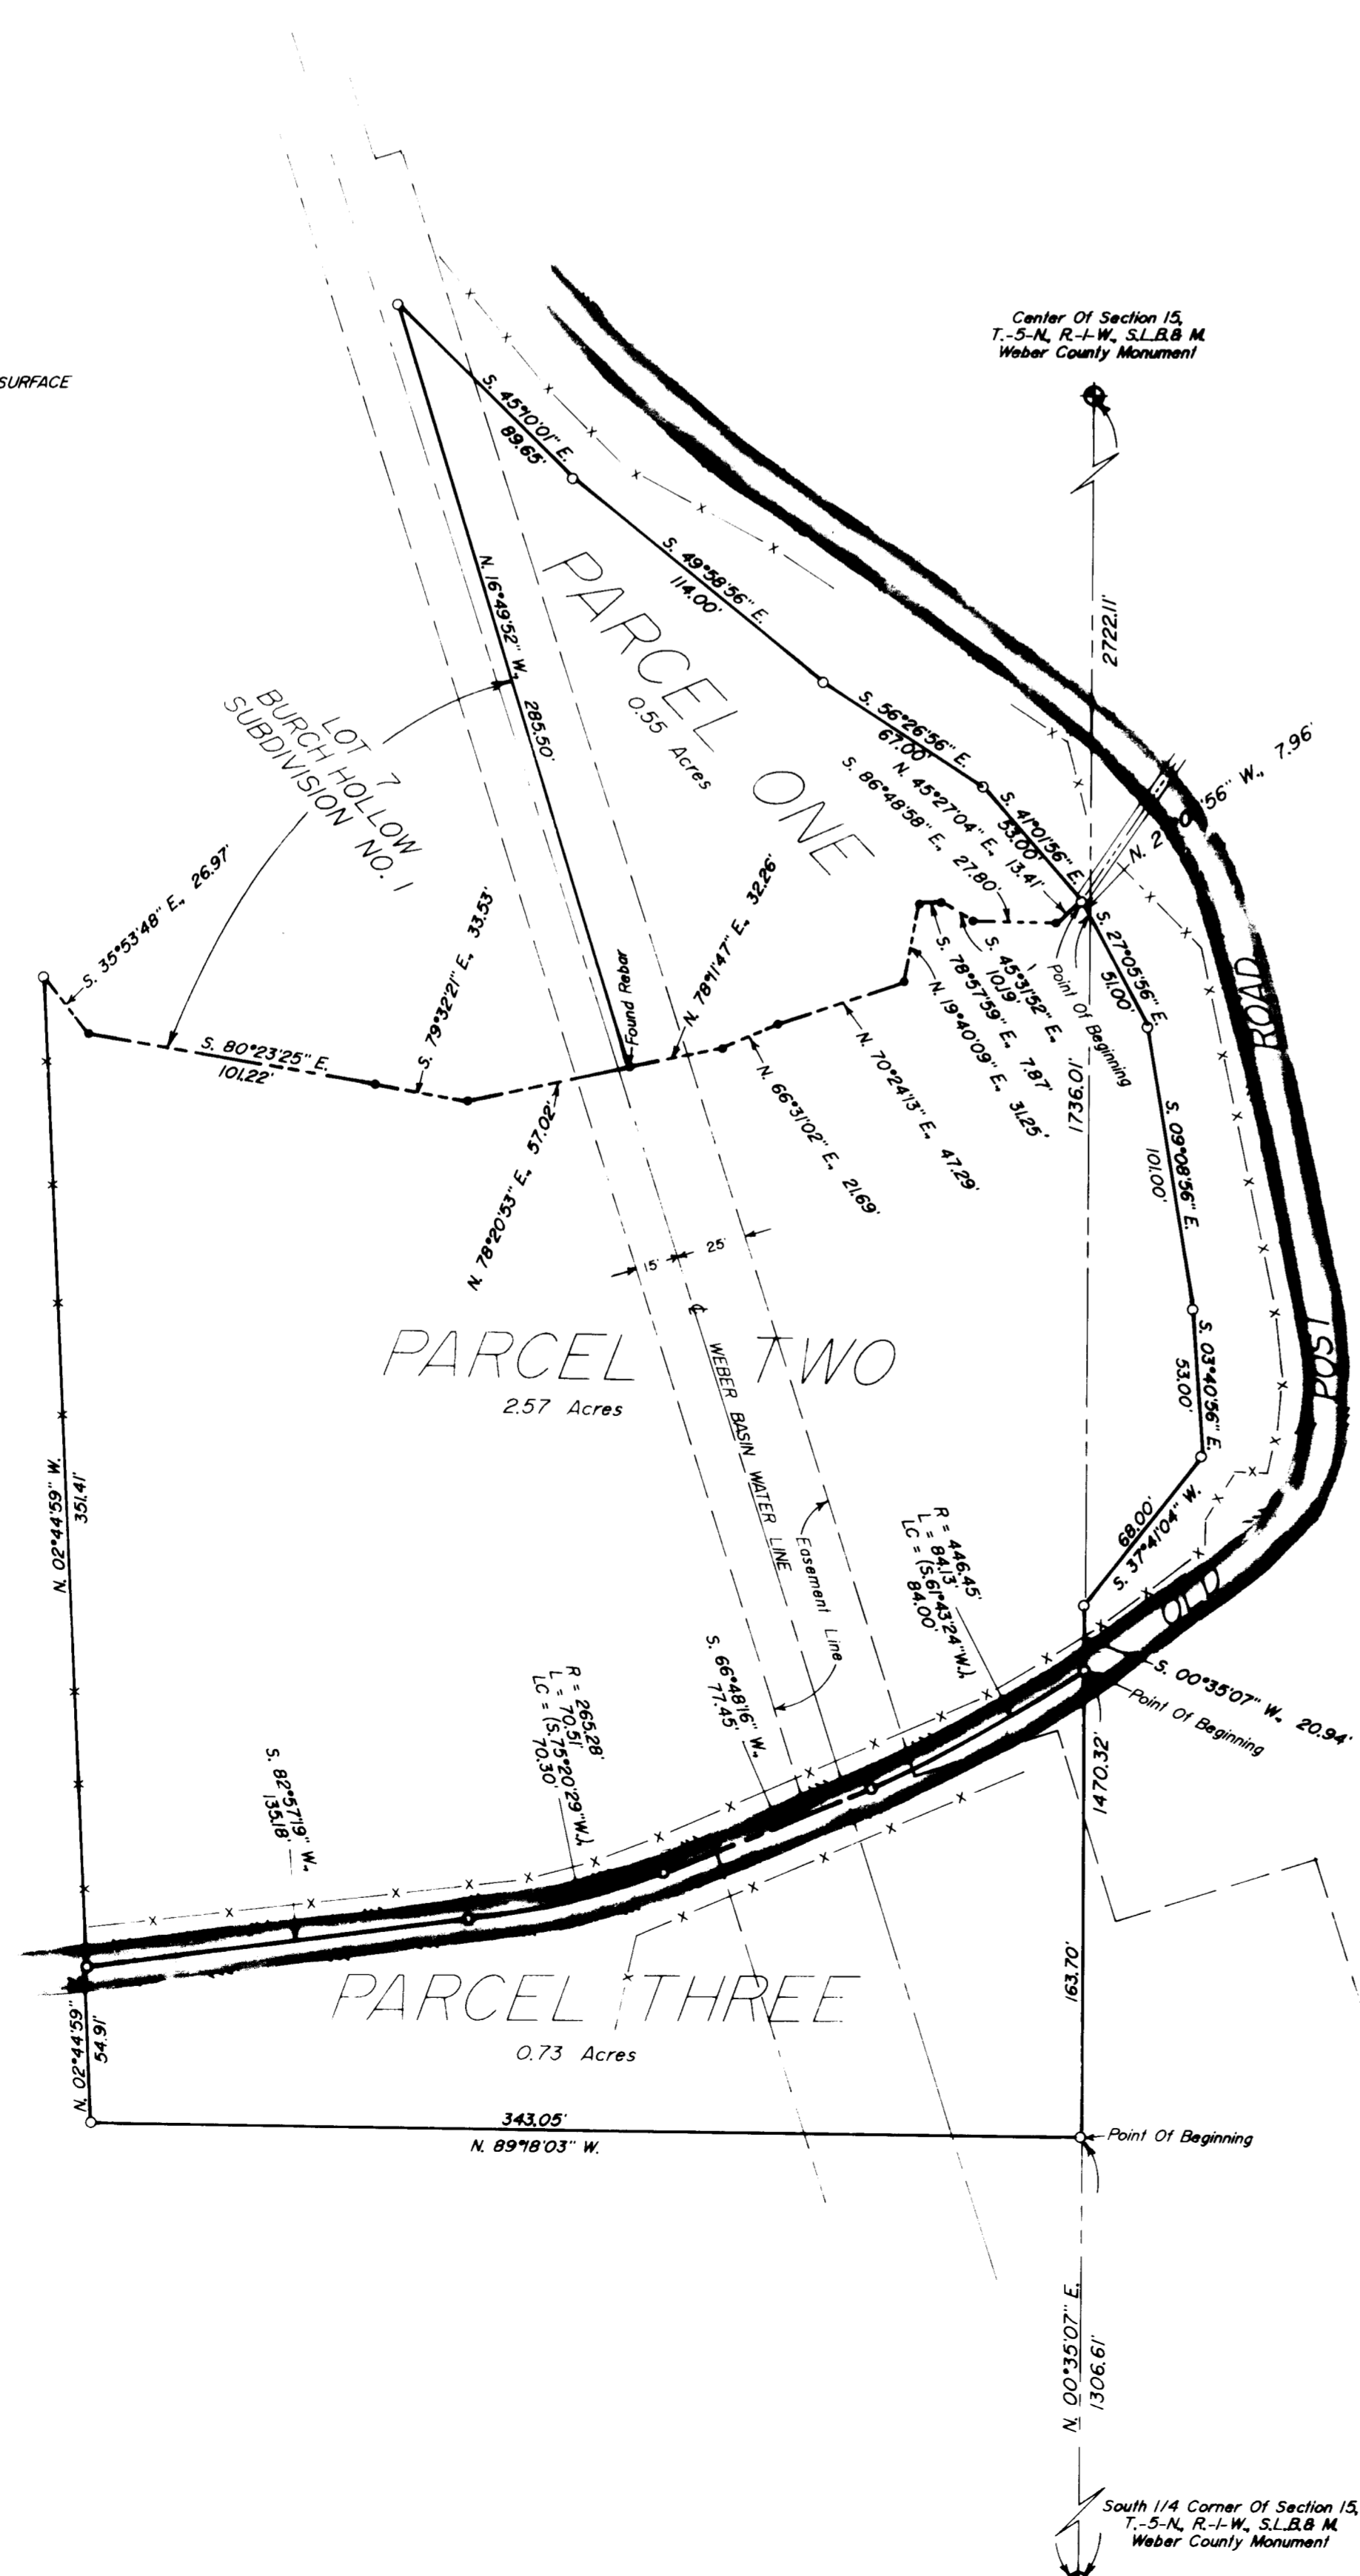 SURFACE
Center Of Section 15,
T.-5-N., R.-1-W., S.L.B.& M.
Weber County Monument
2722.11'
S. 45°10'01" E.
89.65'
S. 49°58'56" E.
114.00'
N. 16°49'52" W.,
285.50'
PARCEL ONE
0.55 Acres
LOT 7
BURCH HOLLOW
SUBDIVISION NO. 1
S. 56°26'56" E.
67.00'
S. 41°01'56" E.
53.00'
N. 45°27'04" E., 13.41'
S. 86°48'58" E., 27.80'
'56" W., 7.96'
S. 35°53'48" E., 26.97'
S. 80°23'25" E.
101.22'
S. 79°32'21" E., 33.53'
N. 78°20'53" E., 57.02'
Found Rebar
N. 78°11'47" E., 32.26'
N. 66°31'02" E., 21.69'
N. 70°24'13" E., 47.29'
N. 19°40'09" E., 31.25'
S. 78°57'59" E., 7.87'
S. 45°31'52" E.,
10.19'
Point Of Beginning
1736.01'
S. 27°05'56" E.
51.00'
S. 09°08'56" E.
101.00'
S. 03°40'56" E.
53.00'
68.00'
S. 37°41'04" W.
OLD POST ROAD
15' 25'
PARCEL TWO
2.57 Acres
℄ WEBER BASIN WATER LINE
Easement Line
N. 02°44'59" W.
351.41'
R = 446.45'
L = 84.13'
LC = (S.61°43'24"W.),
84.00'
S. 66°48'16" W.,
77.45'
R = 265.28'
L = 70.51'
LC = (S.75°20'29"W.),
70.30'
S. 82°57'19" W.,
135.18'
S. 00°35'07" W., 20.94'
Point Of Beginning
1470.32'
163.70'
PARCEL THREE
0.73 Acres
N. 02°44'59"
54.91'
343.05'
N. 89°18'03" W.
Point Of Beginning
N. 00°35'07" E.
1306.61'
South 1/4 Corner Of Section 15,
T.-5-N., R.-1-W., S.L.B.& M.
Weber County Monument